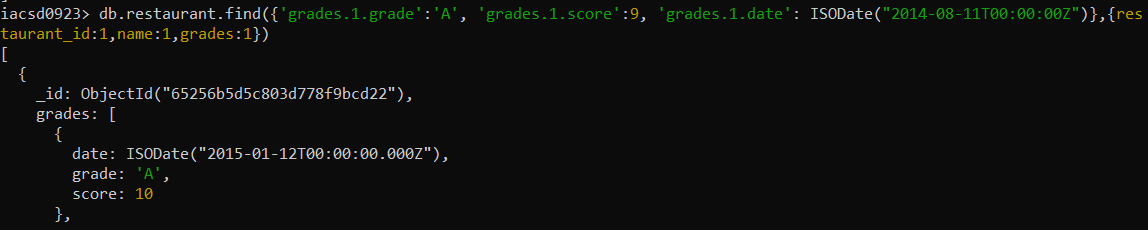 iacsd0923> db.restaurant.find({'grades.1.grade':'A', 'grades.1.score':9, 'grades.1.date': ISODate("2014-08-11T00:00:00Z")},{res
taurant_id:1,name:1,grades:1})
[
  {
    _id: ObjectId("65256b5d5c803d778f9bcd22"),
    grades: [
      {
        date: ISODate("2015-01-12T00:00:00.000Z"),
        grade: 'A',
        score: 10
      },